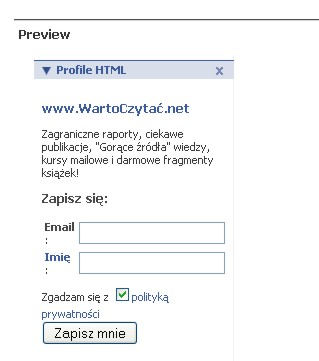 Preview
▼ Profile HTML x
www.WartoCzytać.net
Zagraniczne raporty, ciekawe
publikacje, "Gorące źródła" wiedzy,
kursy mailowe i darmowe fragmenty
książek!
Zapisz się:
Email
:
Imię
:
Zgadzam się z polityką
prywatności
Zapisz mnie